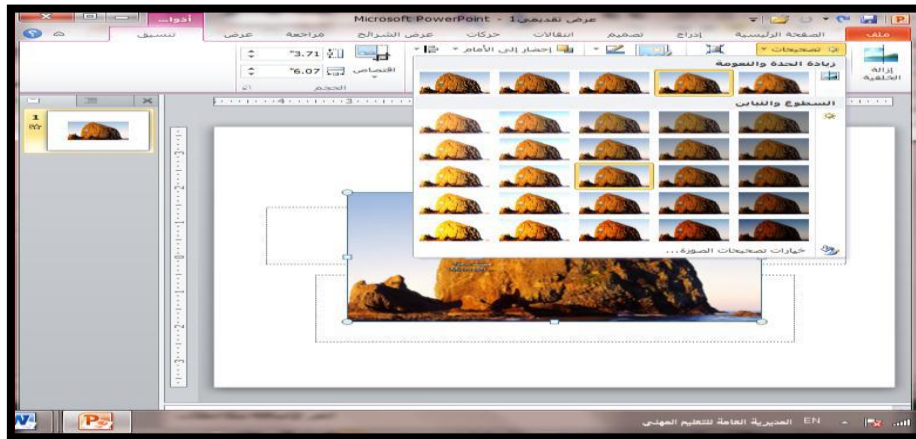 عرض تقديمي1 - Microsoft PowerPoint
أدوا...
ملف الصفحة الرئيسية إدراج تصميم انتقالات حركات عرض الشرائح مراجعة عرض تنسيق
إزالة الخلفية
تصحيحات
إحضار إلى الأمام
اقتصاص
3.71"
6.07"
الحجم
زيادة الحدة والنعومة
السطوع والتباين
خيارات تصحيحات الصورة...
1
المديرية العامة للتعليم المهني
EN